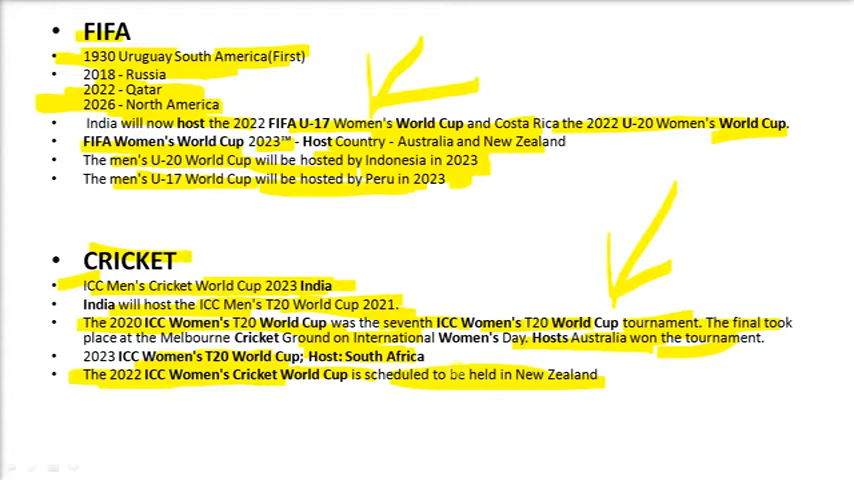 FIFA
1930 Uruguay South America(First)
2018 - Russia
2022 - Qatar
2026 - North America
India will now host the 2022 FIFA U-17 Women's World Cup and Costa Rica the 2022 U-20 Women's World Cup.
FIFA Women's World Cup 2023™ - Host Country - Australia and New Zealand
The men's U-20 World Cup will be hosted by Indonesia in 2023
The men's U-17 World Cup will be hosted by Peru in 2023
CRICKET
ICC Men's Cricket World Cup 2023 India
India will host the ICC Men's T20 World Cup 2021.
The 2020 ICC Women's T20 World Cup was the seventh ICC Women's T20 World Cup tournament. The final took
place at the Melbourne Cricket Ground on International Women's Day. Hosts Australia won the tournament.
2023 ICC Women's T20 World Cup; Host: South Africa
The 2022 ICC Women's Cricket World Cup is scheduled to be held in New Zealand